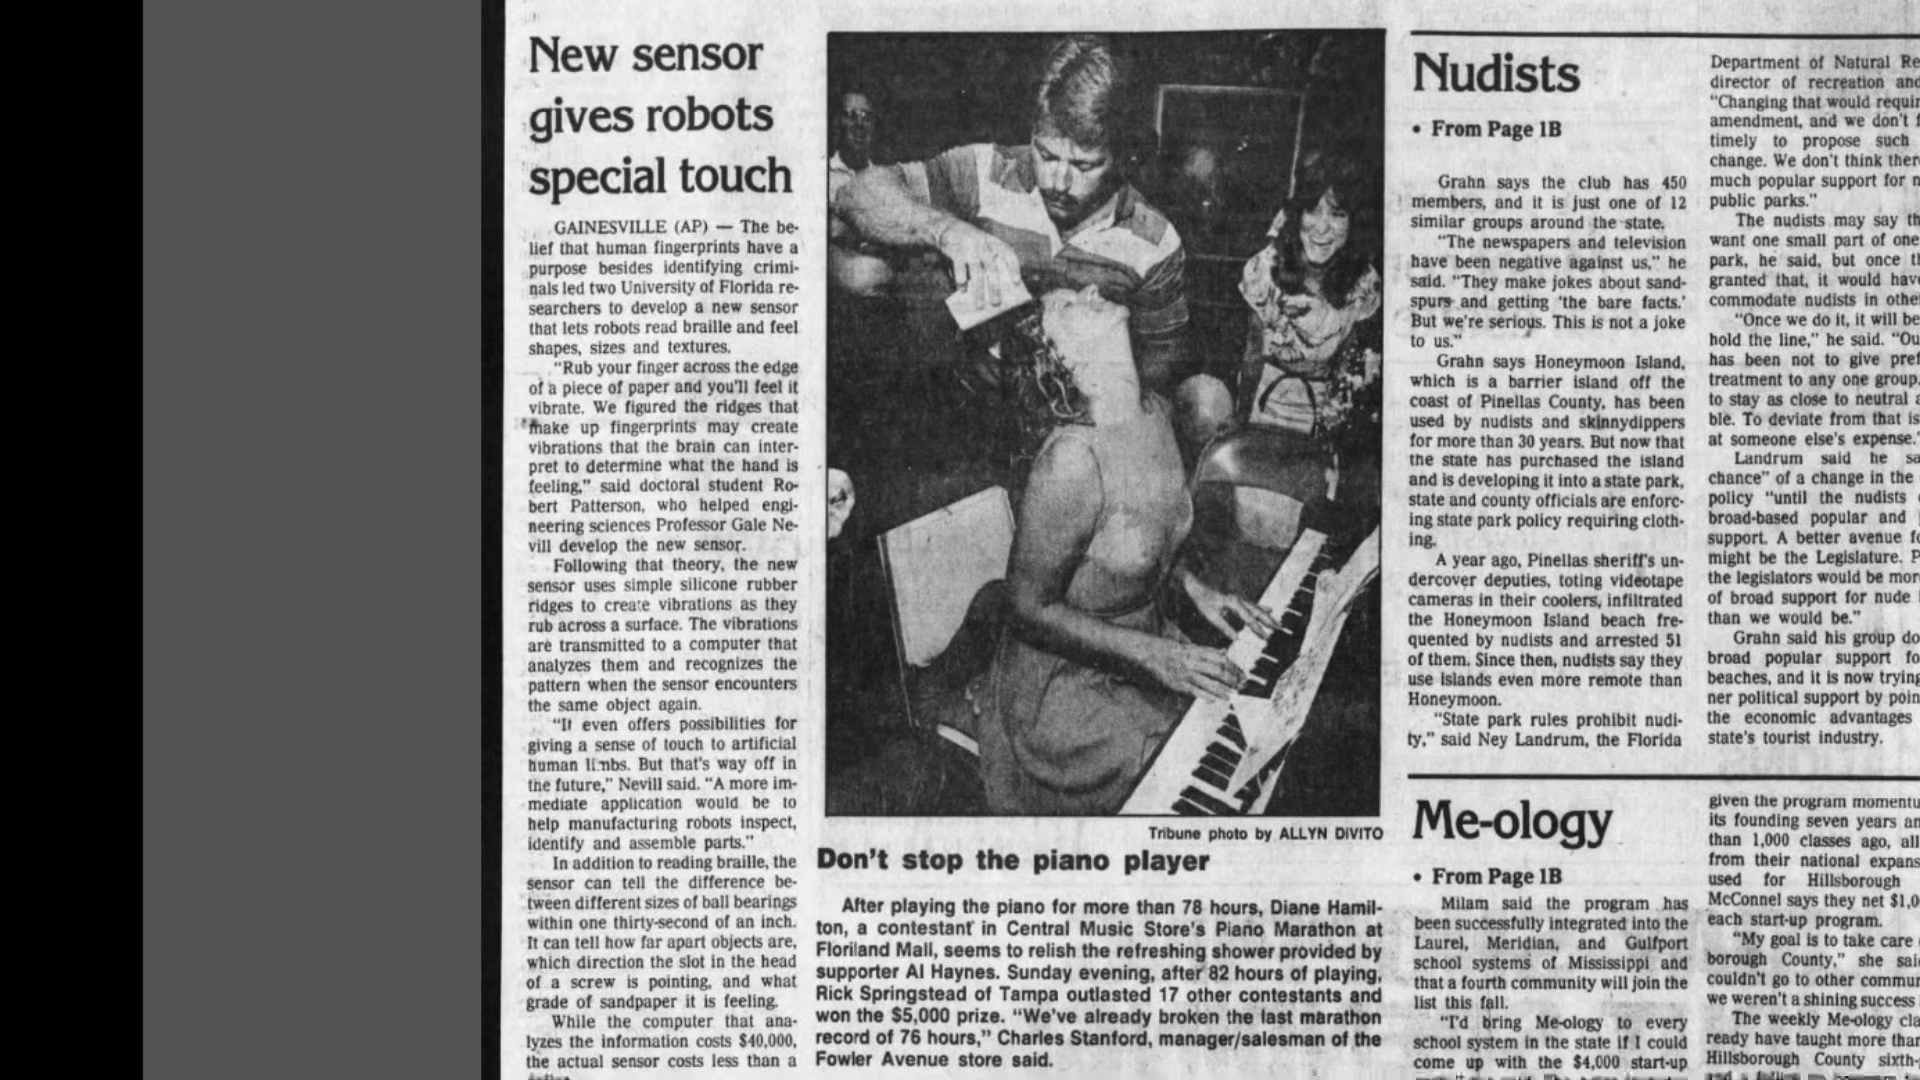 New sensor
gives robots
special touch
GAINESVILLE (AP) — The be-
lief that human fingerprints have a
purpose besides identifying crimi-
nals led two University of Florida re-
searchers to develop a new sensor
that lets robots read braille and feel
shapes, sizes and textures.
"Rub your finger across the edge
of a piece of paper and you'll feel it
vibrate. We figured the ridges that
make up fingerprints may create
vibrations that the brain can inter-
pret to determine what the hand is
feeling," said doctoral student Ro-
bert Patterson, who helped engi-
neering sciences Professor Gale Ne-
vill develop the new sensor.
Following that theory, the new
sensor uses simple silicone rubber
ridges to create vibrations as they
rub across a surface. The vibrations
are transmitted to a computer that
analyzes them and recognizes the
pattern when the sensor encounters
the same object again.
"It even offers possibilities for
giving a sense of touch to artificial
human limbs. But that's way off in
the future," Nevill said. "A more im-
mediate application would be to
help manufacturing robots inspect,
identify and assemble parts."
In addition to reading braille, the
sensor can tell the difference be-
tween different sizes of ball bearings
within one thirty-second of an inch.
It can tell how far apart objects are,
which direction the slot in the head
of a screw is pointing, and what
grade of sandpaper it is feeling.
While the computer that ana-
lyzes the information costs $40,000,
the actual sensor costs less than a
Tribune photo by ALLYN DIVITO
Don't stop the piano player
After playing the piano for more than 78 hours, Diane Hamil-
ton, a contestant in Central Music Store's Piano Marathon at
Floriland Mall, seems to relish the refreshing shower provided by
supporter Al Haynes. Sunday evening, after 82 hours of playing,
Rick Springstead of Tampa outlasted 17 other contestants and
won the $5,000 prize. "We've already broken the last marathon
record of 76 hours," Charles Stanford, manager/salesman of the
Fowler Avenue store said.
Nudists
• From Page 1B
Grahn says the club has 450
members, and it is just one of 12
similar groups around the state.
"The newspapers and television
have been negative against us," he
said. "They make jokes about sand-
spurs and getting 'the bare facts.'
But we're serious. This is not a joke
to us."
Grahn says Honeymoon Island,
which is a barrier island off the
coast of Pinellas County, has been
used by nudists and skinnydippers
for more than 30 years. But now that
the state has purchased the island
and is developing it into a state park,
state and county officials are enforc-
ing state park policy requiring cloth-
ing.
A year ago, Pinellas sheriff's un-
dercover deputies, toting videotape
cameras in their coolers, infiltrated
the Honeymoon Island beach fre-
quented by nudists and arrested 51
of them. Since then, nudists say they
use islands even more remote than
Honeymoon.
"State park rules prohibit nudi-
ty," said Ney Landrum, the Florida
Department of Natural Re
director of recreation and
"Changing that would requir
amendment, and we don't f
timely to propose such
change. We don't think there
much popular support for n
public parks."
The nudists may say th
want one small part of one
park, he said, but once th
granted that, it would have
commodate nudists in othe
"Once we do it, it will be
hold the line," he said. "Ou
has been not to give pref
treatment to any one group.
to stay as close to neutral a
ble. To deviate from that is
at someone else's expense."
Landrum said he sa
chance" of a change in the
policy "until the nudists
broad-based popular and
support. A better avenue fo
might be the Legislature. P
the legislators would be more
of broad support for nude
than we would be."
Grahn said his group do
broad popular support fo
beaches, and it is now trying
ner political support by poin
the economic advantages
state's tourist industry.
Me-ology
• From Page 1B
Milam said the program has
been successfully integrated into the
Laurel, Meridian, and Gulfport
school systems of Mississippi and
that a fourth community will join the
list this fall.
"I'd bring Me-ology to every
school system in the state if I could
come up with the $4,000 start-up
given the program momentu
its founding seven years an
than 1,000 classes ago, all
from their national expans
used for Hillsborough
McConnel says they net $1,0
each start-up program.
"My goal is to take care
borough County," she said
couldn't go to other commun
we weren't a shining success
The weekly Me-ology cla
ready have taught more than
Hillsborough County sixth-